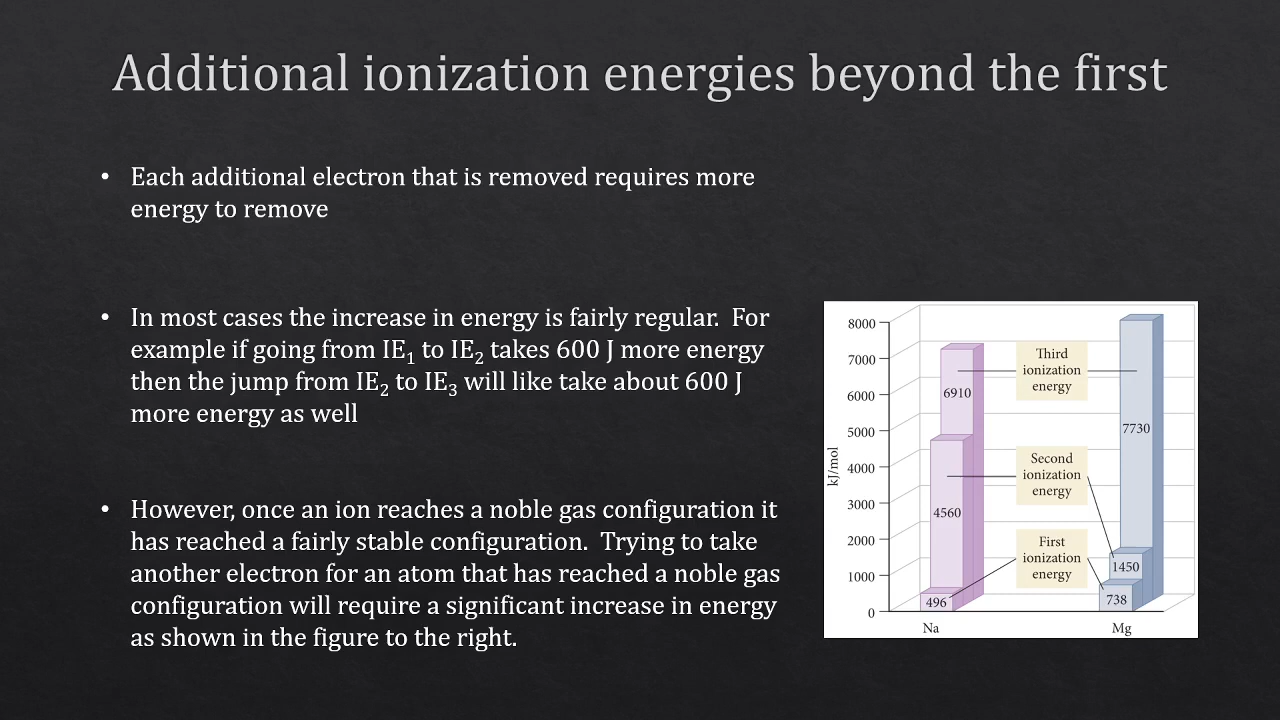 Additional ionization energies beyond the first
• Each additional electron that is removed requires more
energy to remove
• In most cases the increase in energy is fairly regular.  For
example if going from IE₁ to IE₂ takes 600 J more energy
then the jump from IE₂ to IE₃ will like take about 600 J
more energy as well
• However, once an ion reaches a noble gas configuration it
has reached a fairly stable configuration.  Trying to take
another electron for an atom that has reached a noble gas
configuration will require a significant increase in energy
as shown in the figure to the right.
kJ/mol
8000
7000
6000
5000
4000
3000
2000
1000
0
6910
4560
496
Na
Third
ionization
energy
Second
ionization
energy
First
ionization
energy
7730
1450
738
Mg